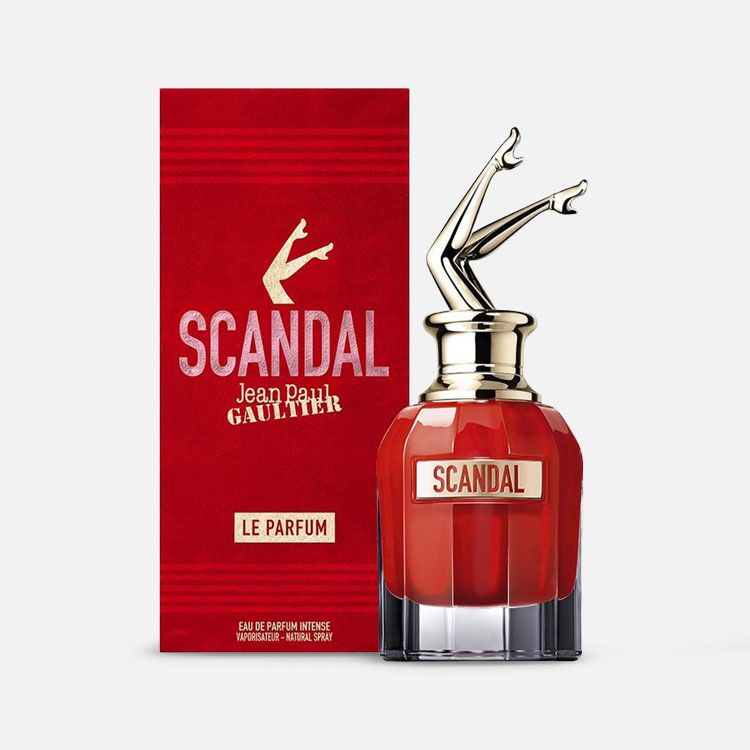 SCANDAL
Jean Paul
GAULTIER
LE PARFUM
EAU DE PARFUM INTENSE
VAPORISATEUR - NATURAL SPRAY
SCANDAL